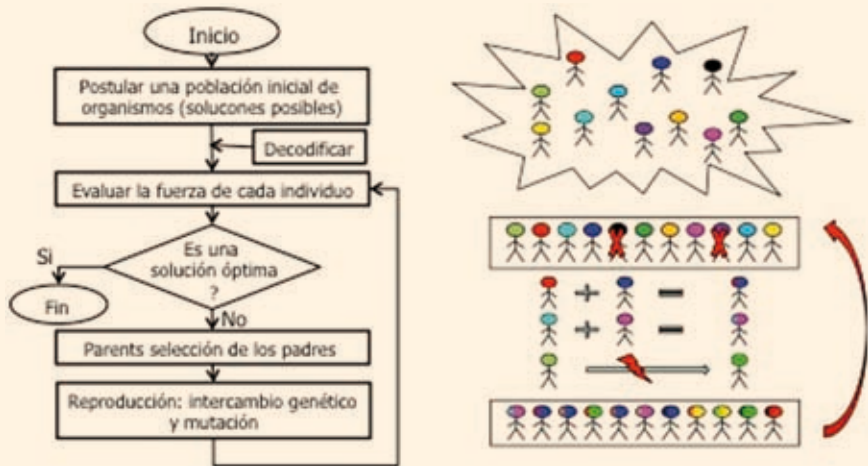 Inicio
Postular una población inicial de
organismos (solucones posibles)
Decodificar
Evaluar la fuerza de cada individuo
Es una
solución óptima
?
Si
Fin
No
Parents selección de los padres
Reproducción: intercambio genético
y mutación